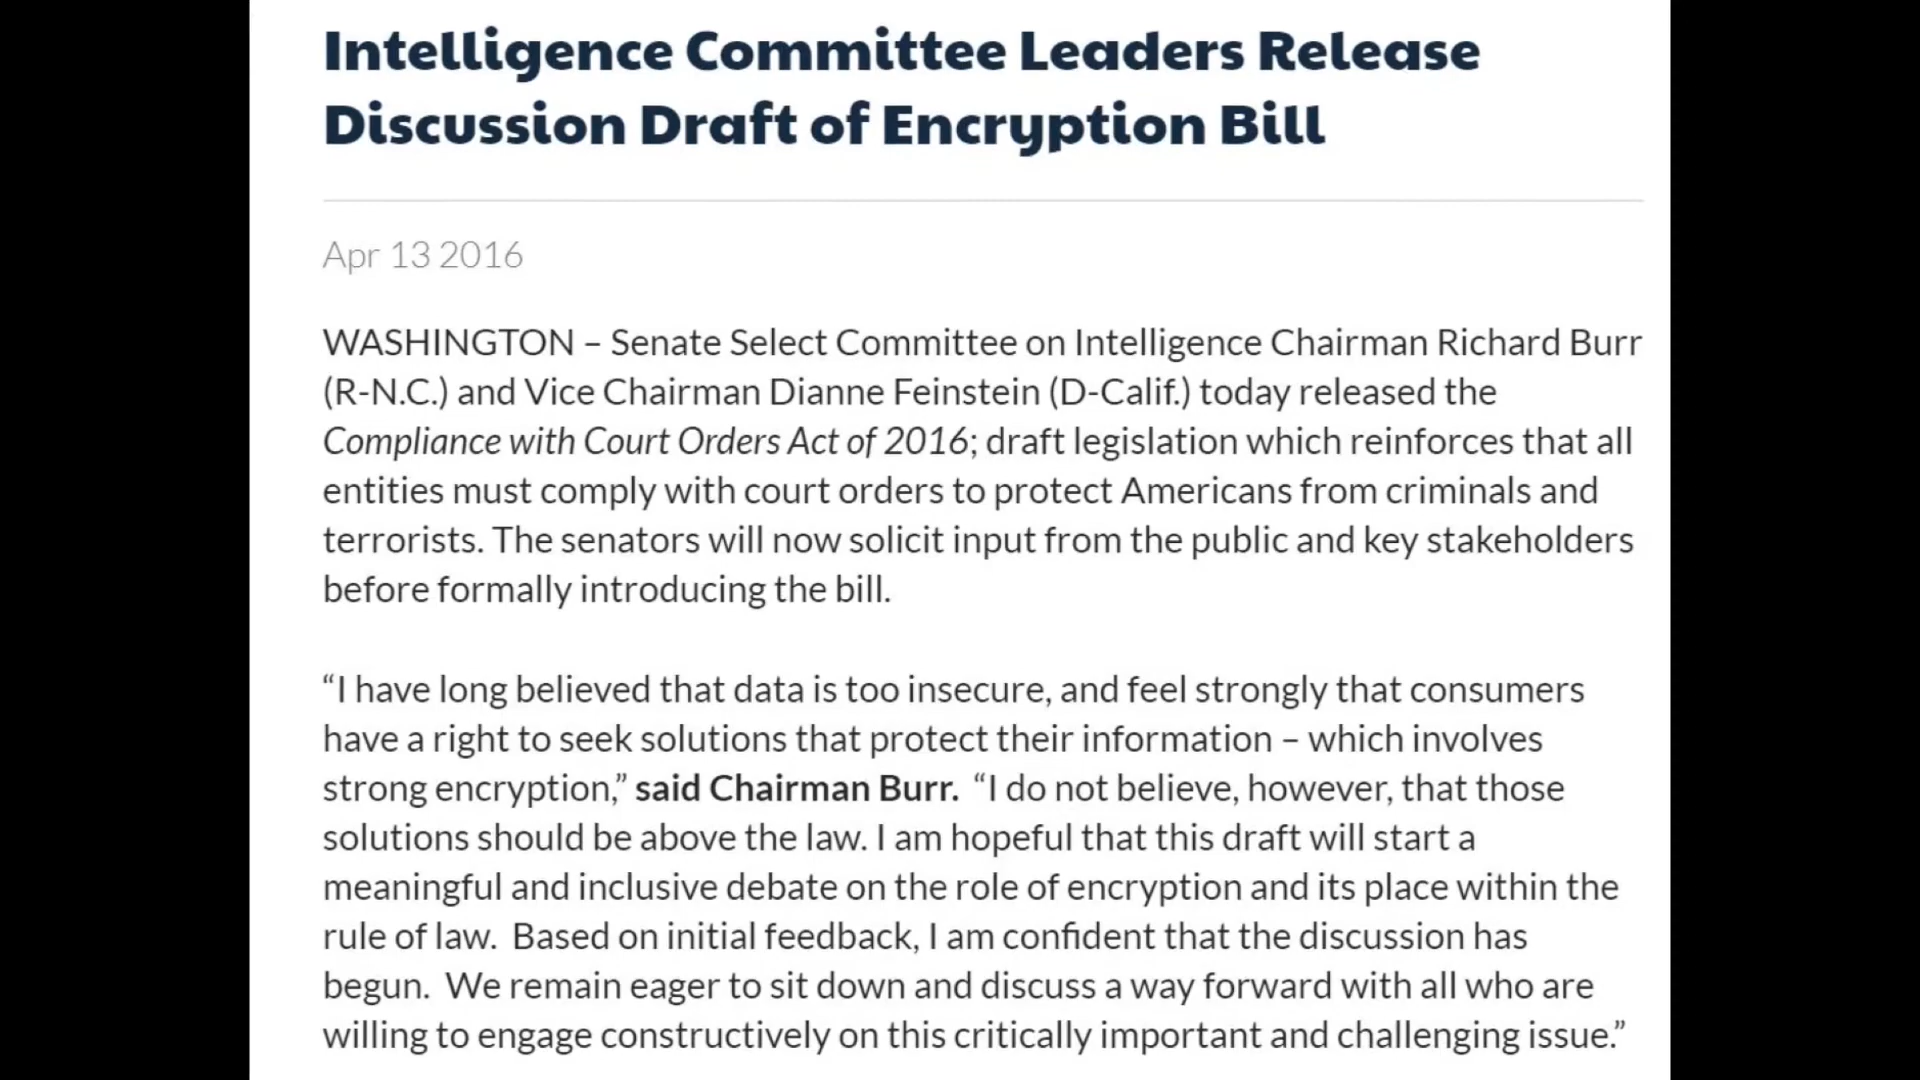 Intelligence Committee Leaders Release
Discussion Draft of Encryption Bill
Apr 13 2016
WASHINGTON – Senate Select Committee on Intelligence Chairman Richard Burr
(R-N.C.) and Vice Chairman Dianne Feinstein (D-Calif.) today released the
Compliance with Court Orders Act of 2016; draft legislation which reinforces that all
entities must comply with court orders to protect Americans from criminals and
terrorists. The senators will now solicit input from the public and key stakeholders
before formally introducing the bill.
“I have long believed that data is too insecure, and feel strongly that consumers
have a right to seek solutions that protect their information – which involves
strong encryption,” said Chairman Burr.  “I do not believe, however, that those
solutions should be above the law. I am hopeful that this draft will start a
meaningful and inclusive debate on the role of encryption and its place within the
rule of law.  Based on initial feedback, I am confident that the discussion has
begun.  We remain eager to sit down and discuss a way forward with all who are
willing to engage constructively on this critically important and challenging issue.”